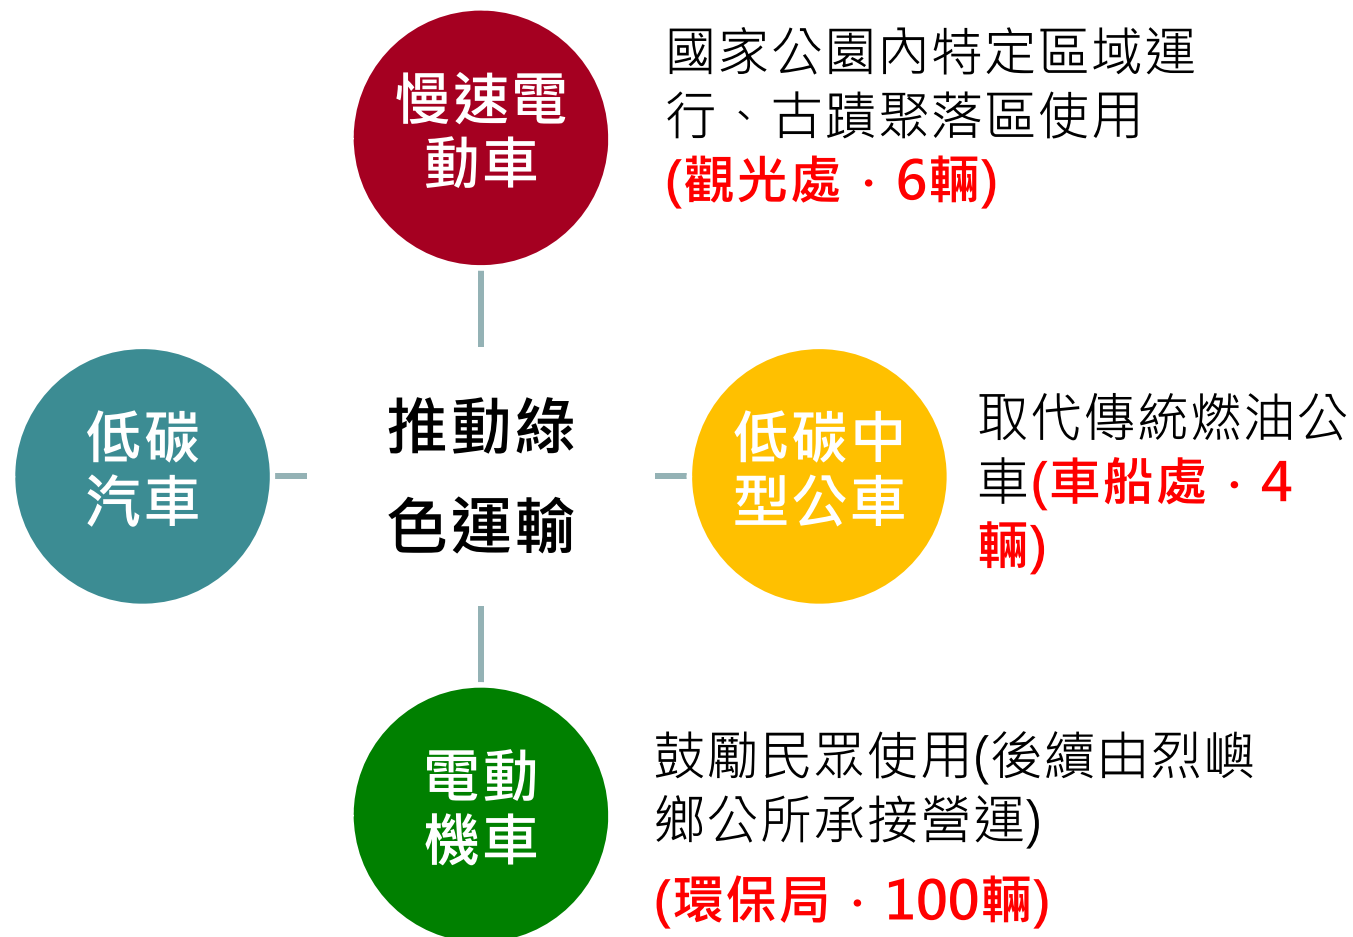 慢速電
動車
國家公園內特定區域運
行、古蹟聚落區使用
(觀光處．6輛)
低碳
汽車
推動綠
色運輸
低碳中
型公車
取代傳統燃油公
車(車船處．4
輛)
電動
機車
鼓勵民眾使用(後續由烈嶼
鄉公所承接營運)
(環保局．100輛)